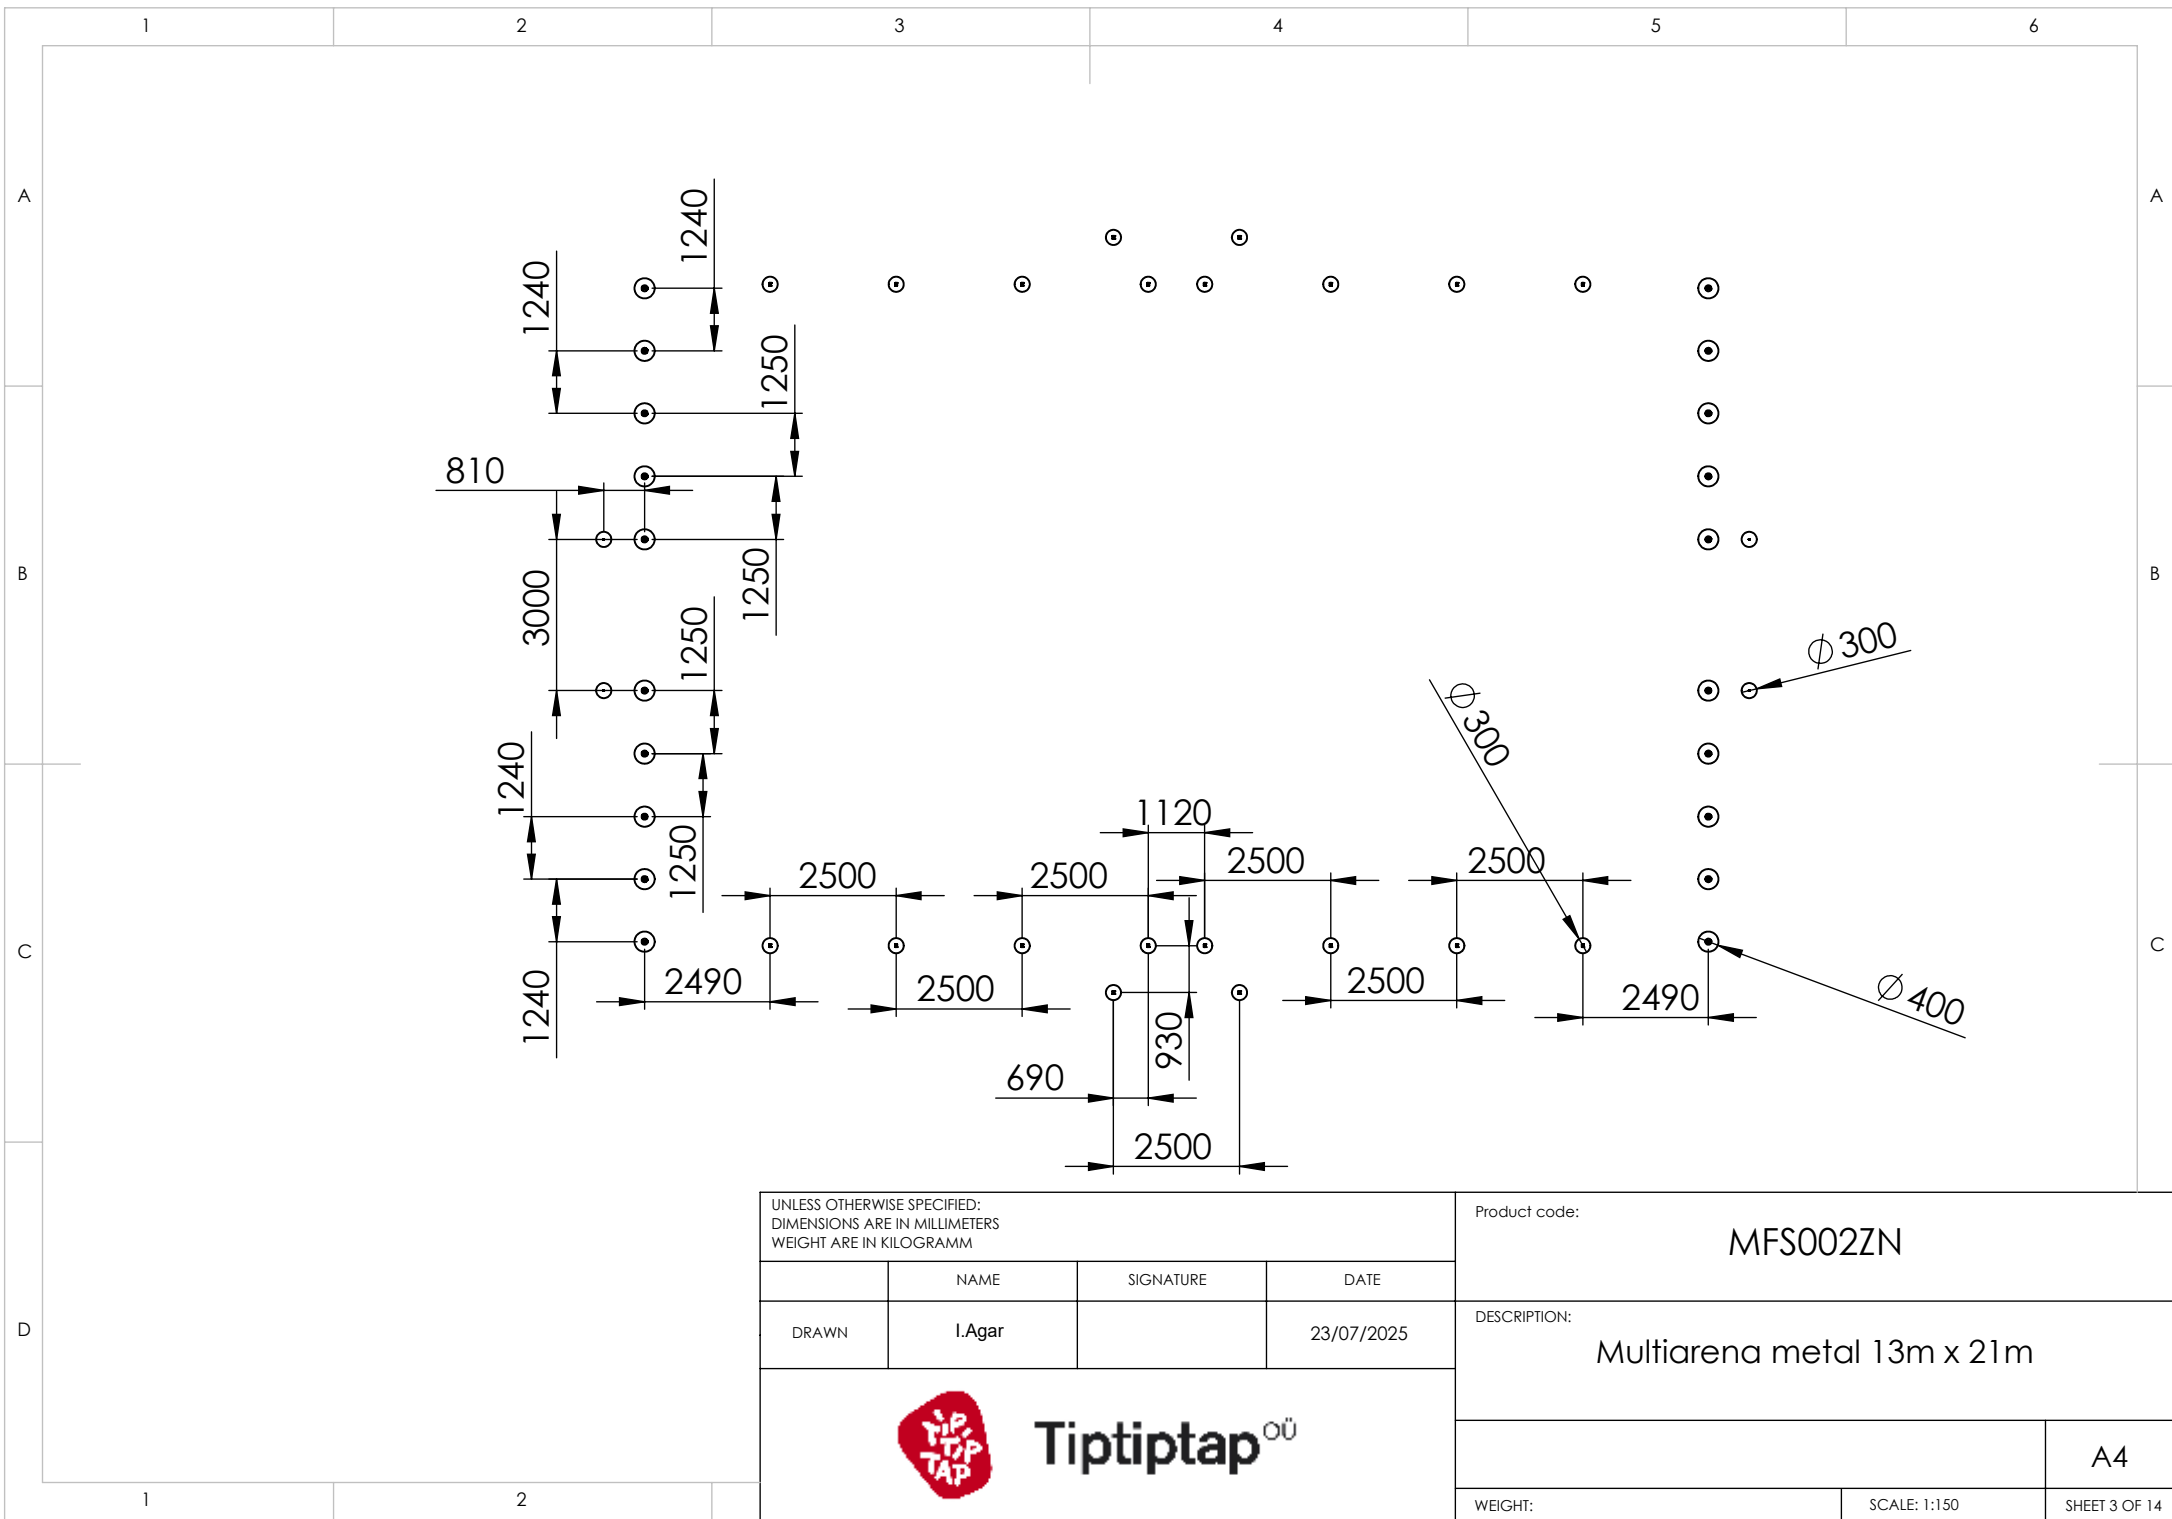 1 2 3 4 5 6
A A
1240
1240
1250
810
B B
3000
1250
1250
Ø 300
Ø 300
1240
1120
1250
2500 2500 2500 2500
C C
2490 2500 2500 2490 Ø 400
1240
930
690
2500
UNLESS OTHERWISE SPECIFIED:
DIMENSIONS ARE IN MILLIMETERS
WEIGHT ARE IN KILOGRAMM
Product code:
MFS002ZN
NAME SIGNATURE DATE
D
DRAWN I.Agar 23/07/2025
DESCRIPTION:
Multiarena metal 13m x 21m
TIP
TIP
TAP
Tiptiptap OÜ
A4
1 2
WEIGHT: SCALE: 1:150 SHEET 3 OF 14